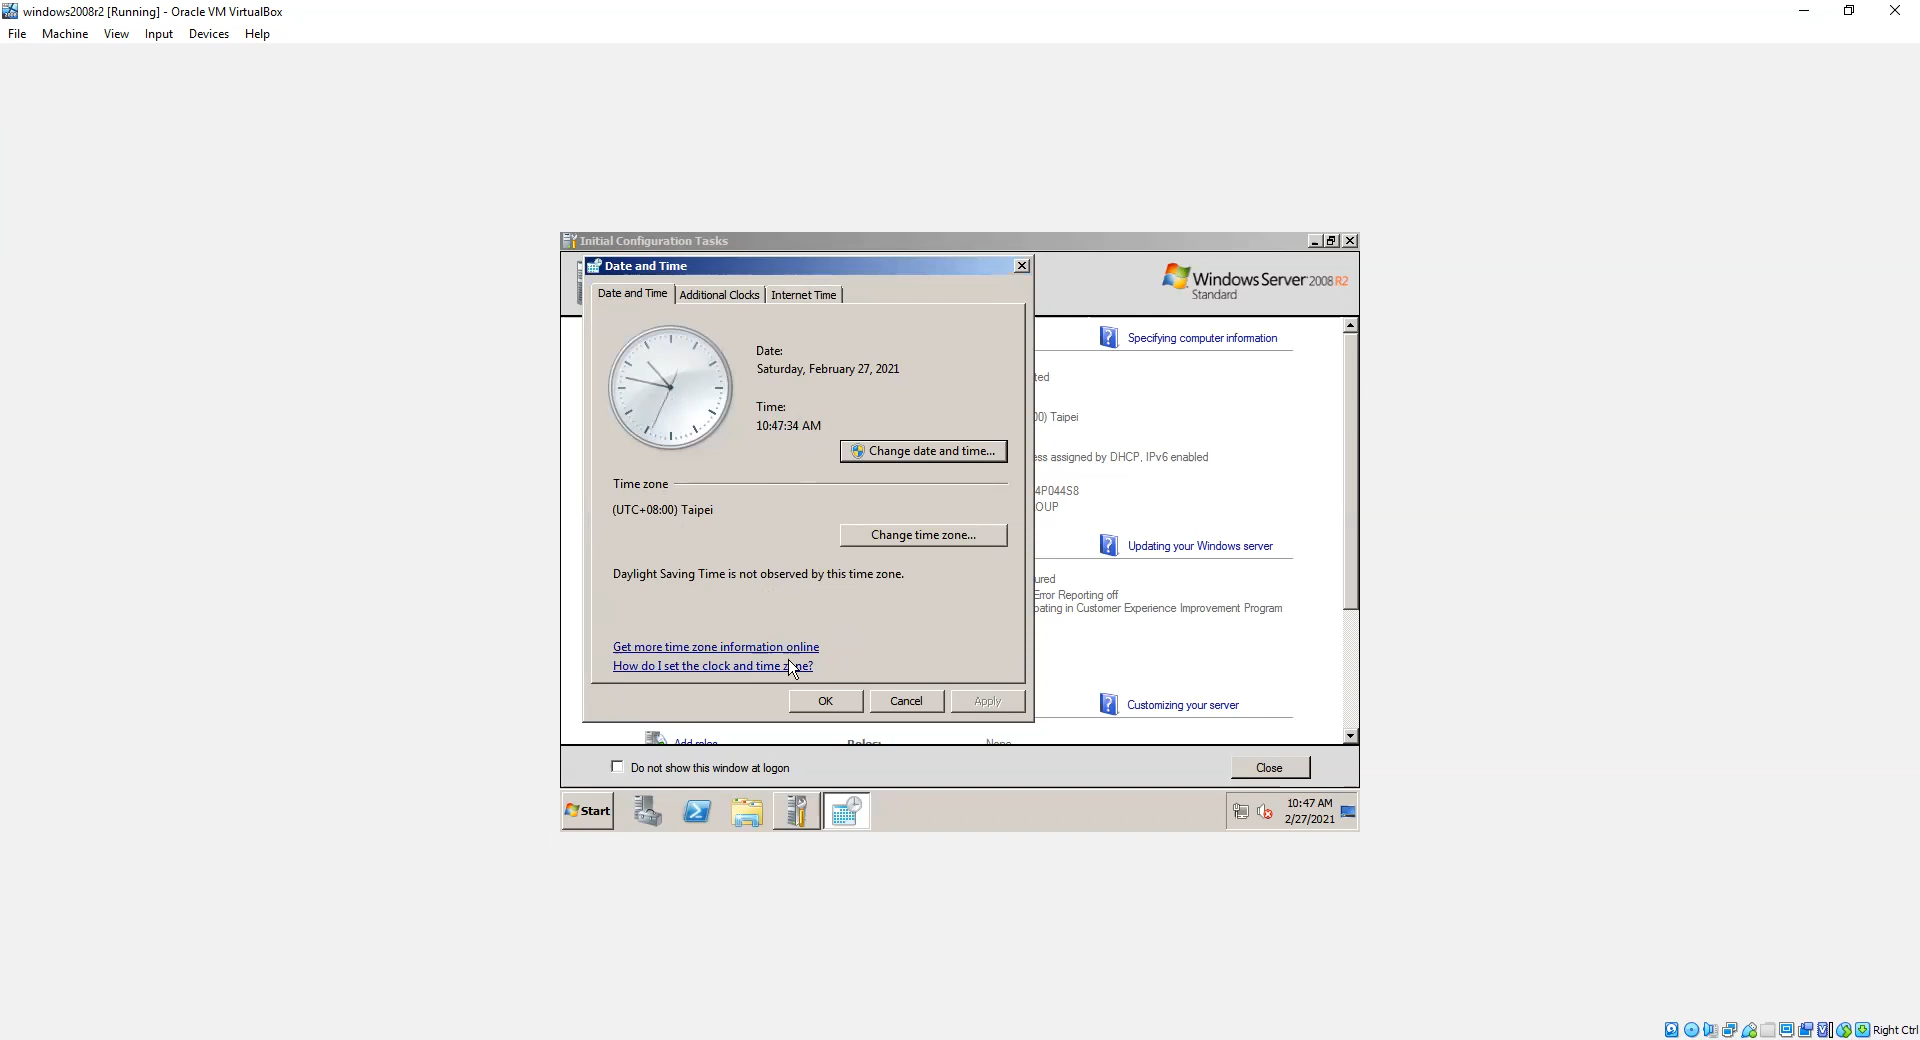 windows2008r2 [Running] - Oracle VM VirtualBox
File Machine View Input Devices Help
Initial Configuration Tasks
Date and Time
Windows Server 2008 R2
Standard
Date and Time Additional Clocks Internet Time
Specifying computer information
Date:
Saturday, February 27, 2021
ted
Time:
10:47:34 AM
00) Taipei
Change date and time...
ess assigned by DHCP, IPv6 enabled
Time zone
4P044S8
OUP
(UTC+08:00) Taipei
Change time zone...
Updating your Windows server
Daylight Saving Time is not observed by this time zone.
ured
Error Reporting off
pating in Customer Experience Improvement Program
Get more time zone information online
How do I set the clock and time zone?
OK Cancel Apply
Customizing your server
Add roles Roles: None
Do not show this window at logon
Close
Start
10:47 AM
2/27/2021
Right Ctrl